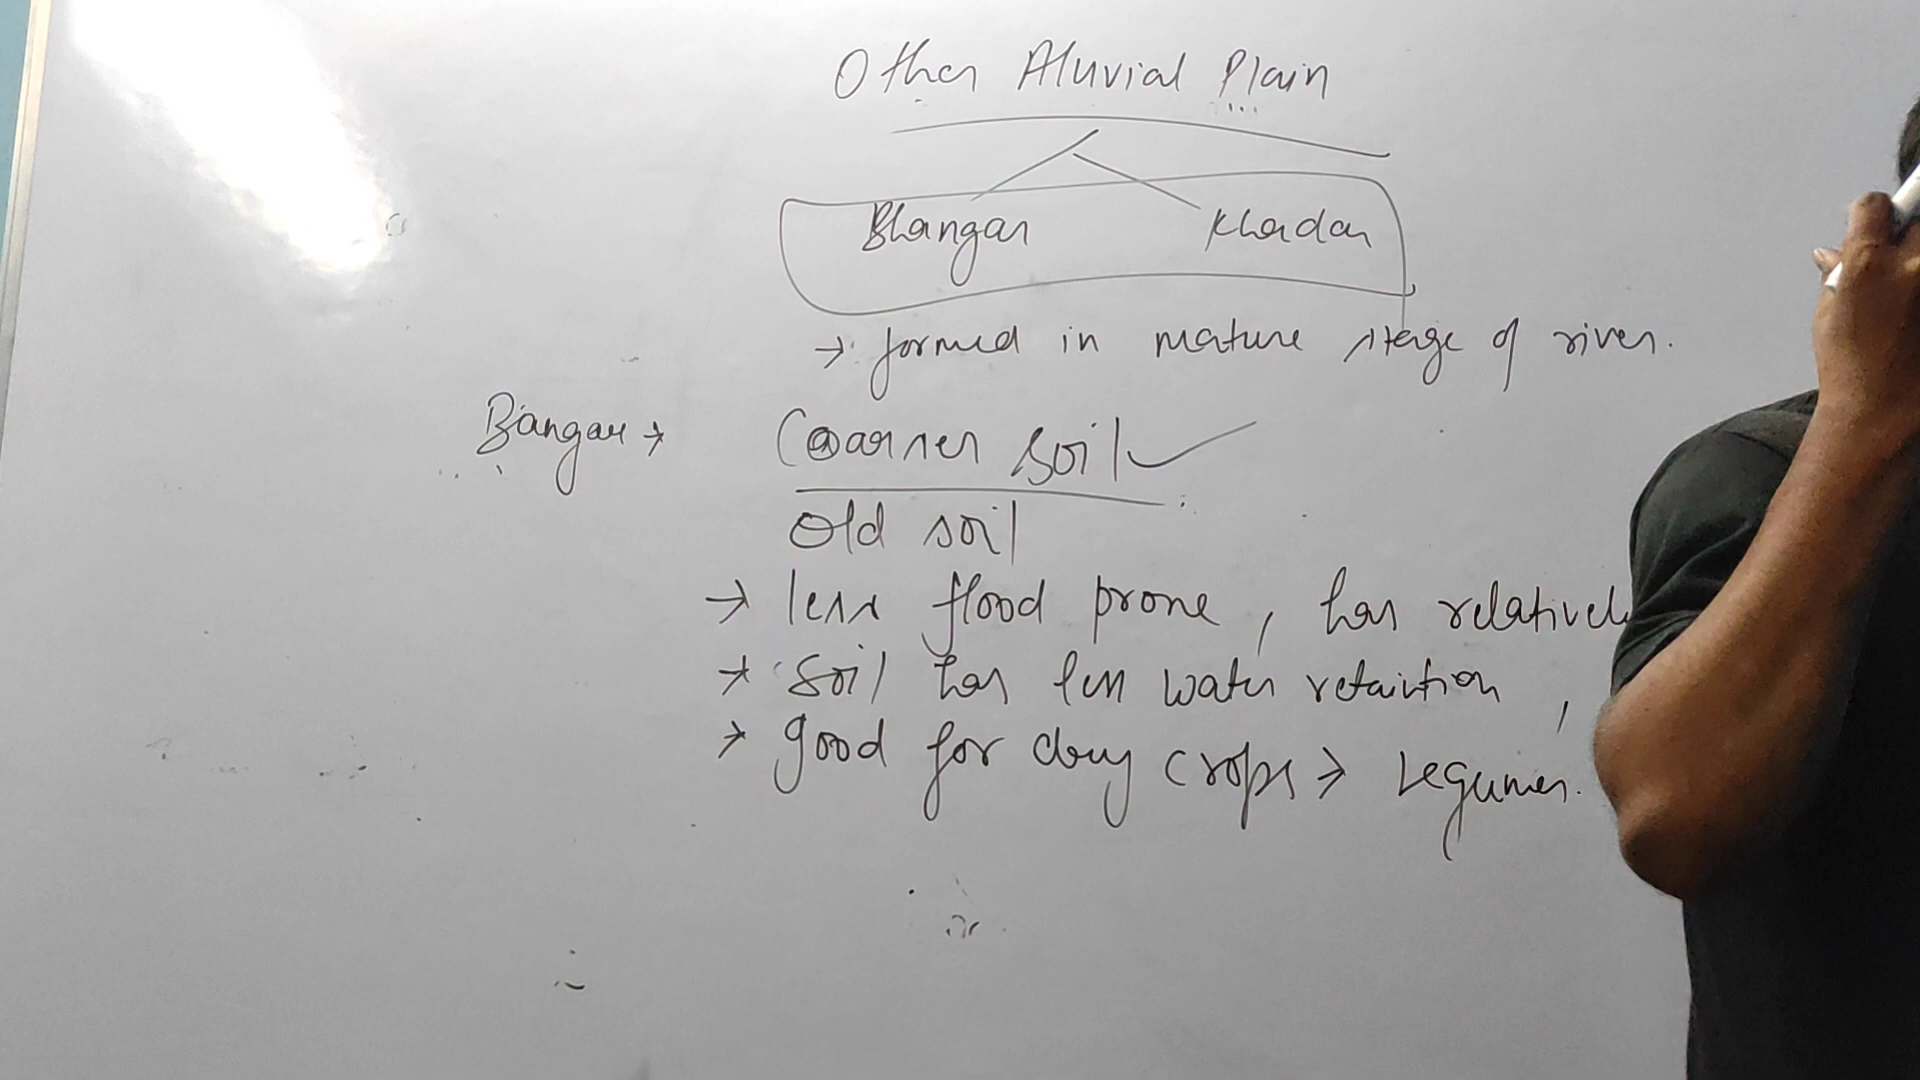 Other Aluvial Plain
Bhangar Khadar
→ formed in mature stage of river.
Bangar → Coarser soil ✓
Old soil
→ less flood prone, has relatively
→ soil has less water retaintion,
→ good for dry crops → Legumes.